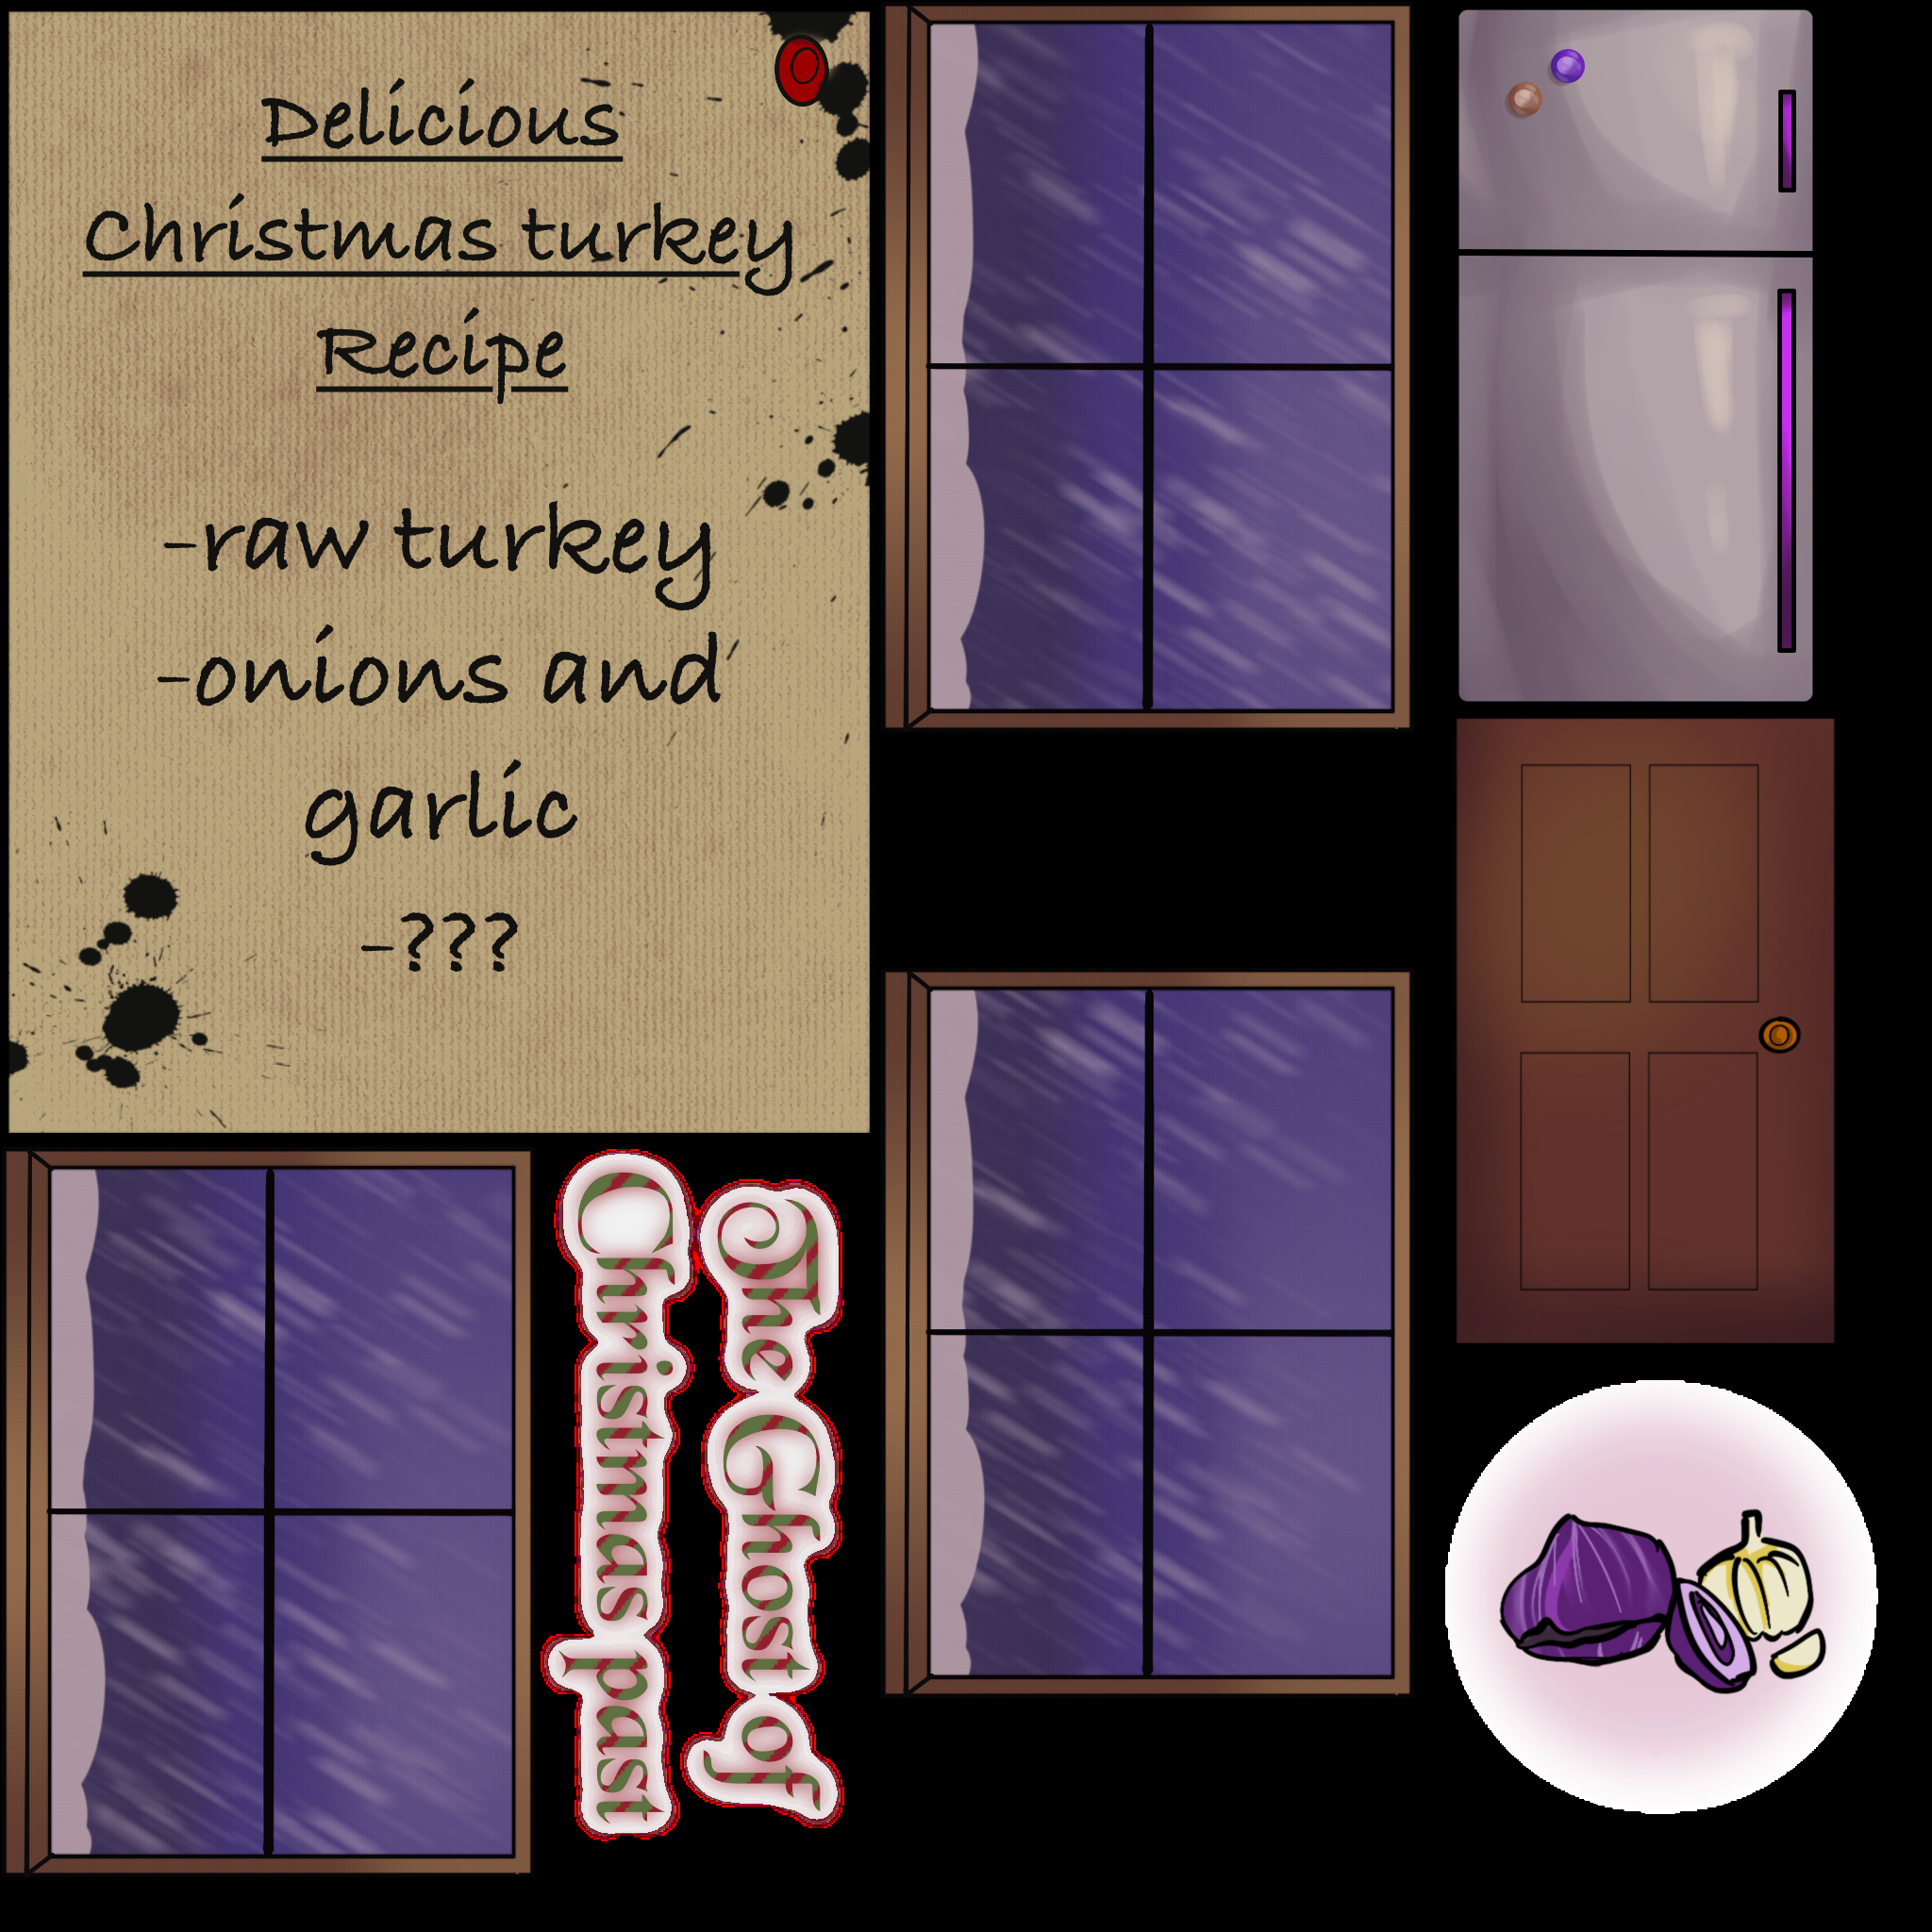 Delicious
Christmas turkey
Recipe
-raw turkey
-onions and
garlic
-???
The Ghost of
Christmas past